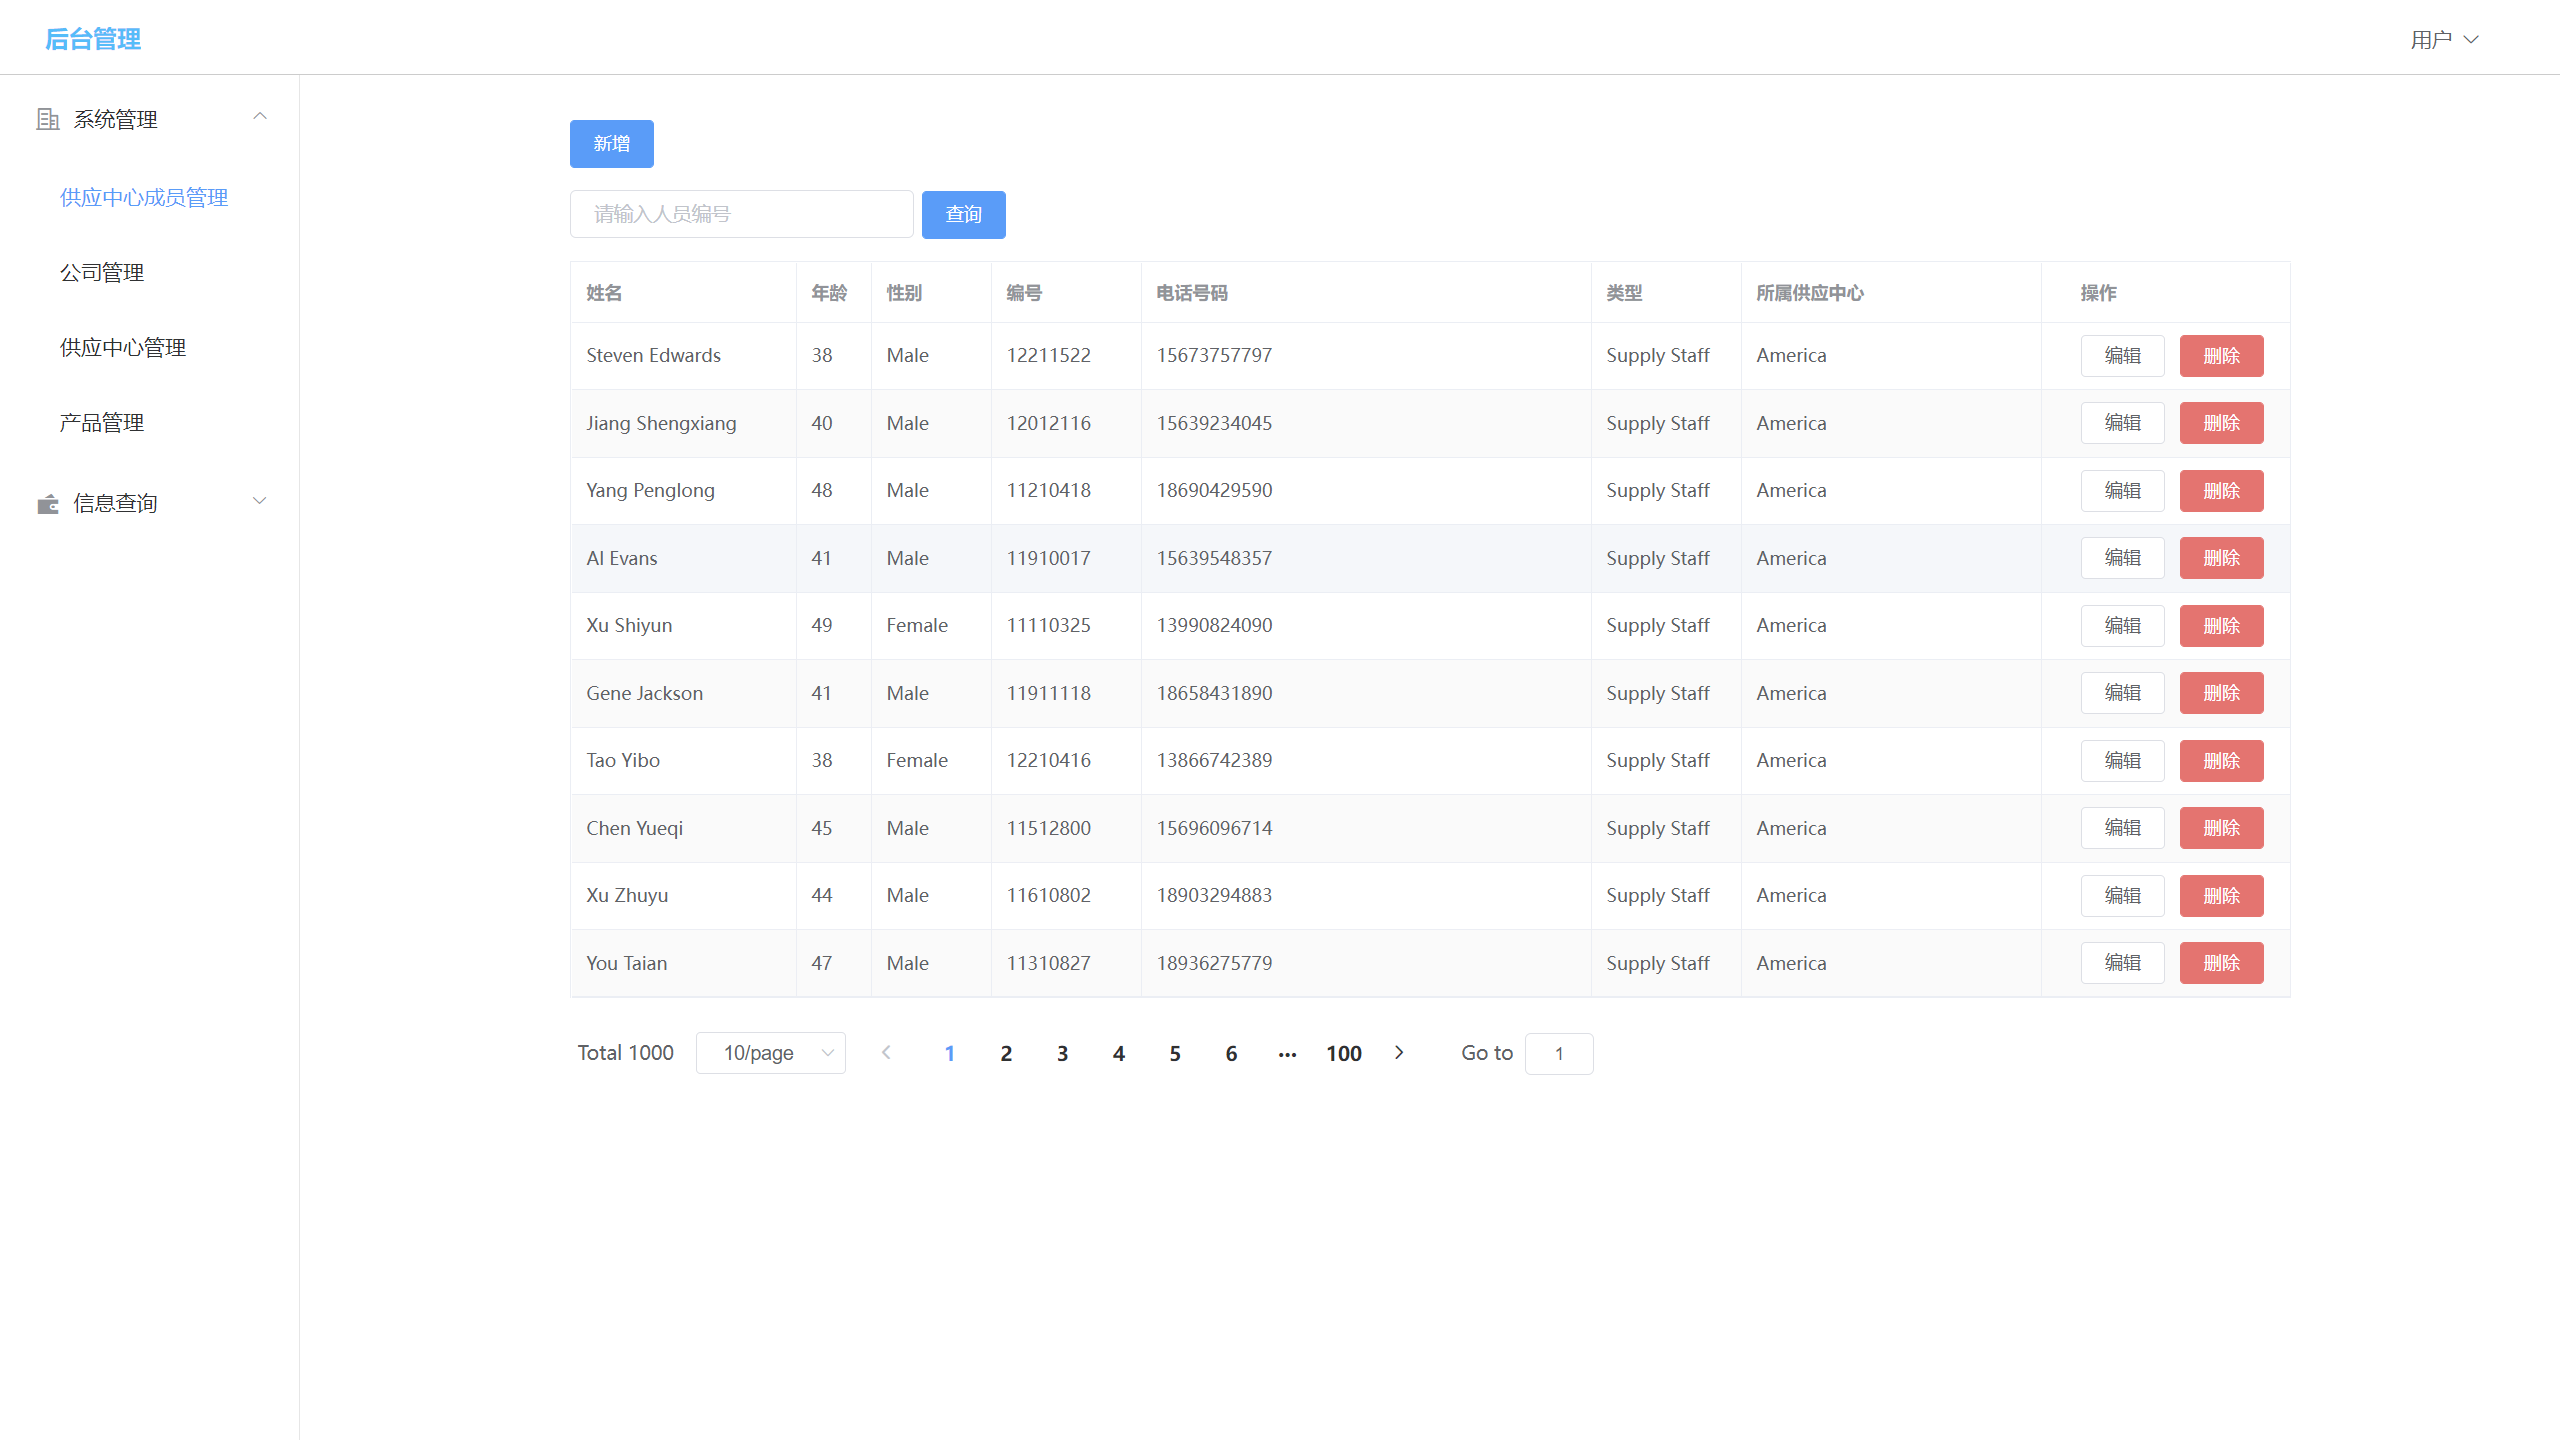 后台管理
用户
系统管理
供应中心成员管理
公司管理
供应中心管理
产品管理
信息查询
新增
请输入人员编号 查询
姓名 年龄 性别 编号 电话号码 类型 所属供应中心 操作
Steven Edwards 38 Male 12211522 15673757797 Supply Staff America 编辑 删除
Jiang Shengxiang 40 Male 12012116 15639234045 Supply Staff America 编辑 删除
Yang Penglong 48 Male 11210418 18690429590 Supply Staff America 编辑 删除
Al Evans 41 Male 11910017 15639548357 Supply Staff America 编辑 删除
Xu Shiyun 49 Female 11110325 13990824090 Supply Staff America 编辑 删除
Gene Jackson 41 Male 11911118 18658431890 Supply Staff America 编辑 删除
Tao Yibo 38 Female 12210416 13866742389 Supply Staff America 编辑 删除
Chen Yueqi 45 Male 11512800 15696096714 Supply Staff America 编辑 删除
Xu Zhuyu 44 Male 11610802 18903294883 Supply Staff America 编辑 删除
You Taian 47 Male 11310827 18936275779 Supply Staff America 编辑 删除
Total 1000 10/page 1 2 3 4 5 6 ... 100 Go to 1